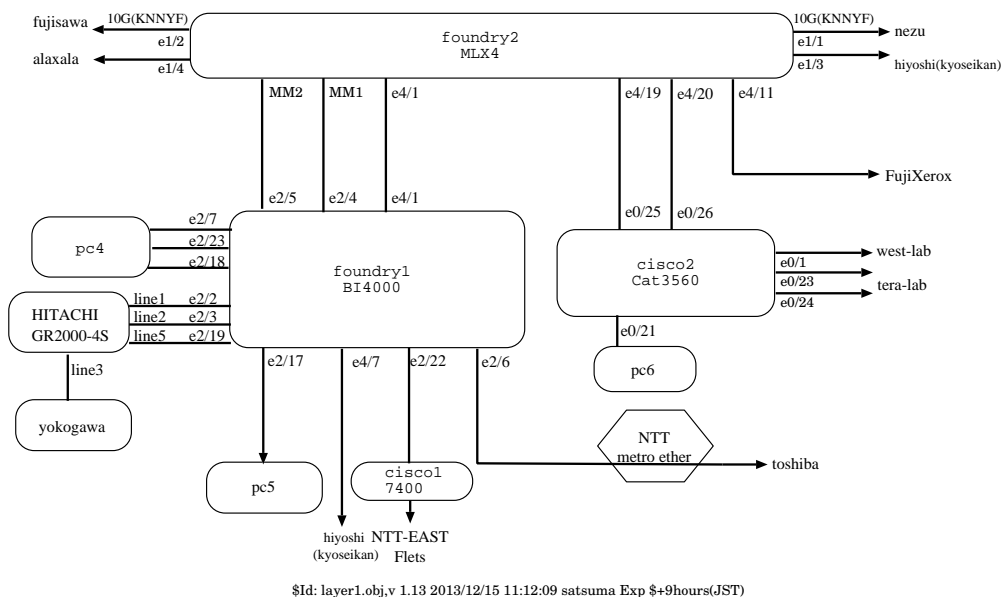 fujisawa
10G(KNNYF)
e1/2
alaxala
e1/4
foundry2
MLX4
10G(KNNYF)
nezu
e1/1
hiyoshi(kyoseikan)
e1/3
MM2
MM1
e4/1
e4/19
e4/20
e4/11
FujiXerox
e2/5
e2/4
e4/1
e0/25
e0/26
pc4
e2/7
e2/23
e2/18
foundry1
BI4000
cisco2
Cat3560
west-lab
e0/1
e0/23
tera-lab
e0/24
HITACHI
GR2000-4S
line1
e2/2
line2
e2/3
line5
e2/19
e0/21
pc6
line3
yokogawa
e2/17
e4/7
e2/22
e2/6
NTT
metro ether
toshiba
pc5
cisco1
7400
hiyoshi
(kyoseikan)
NTT-EAST
Flets
$Id: layer1.obj,v 1.13 2013/12/15 11:12:09 satsuma Exp $+9hours(JST)